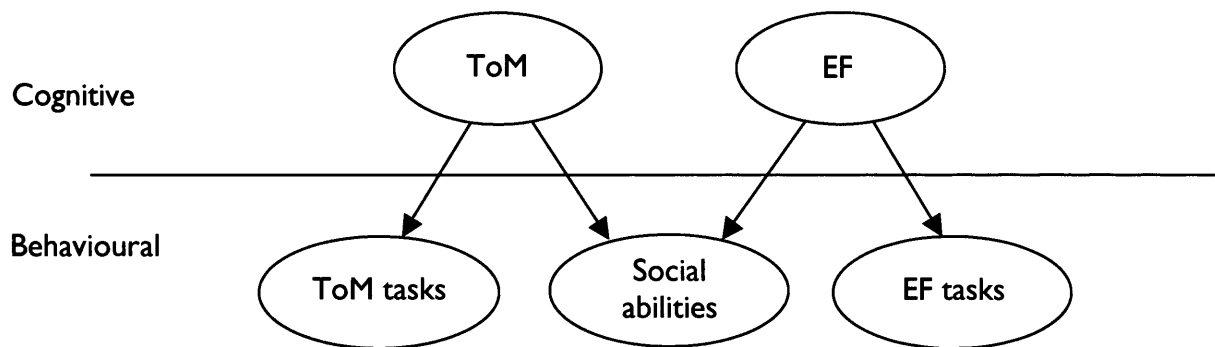 ToM
EF
Cognitive
Behavioural
ToM tasks
Social
abilities
EF tasks